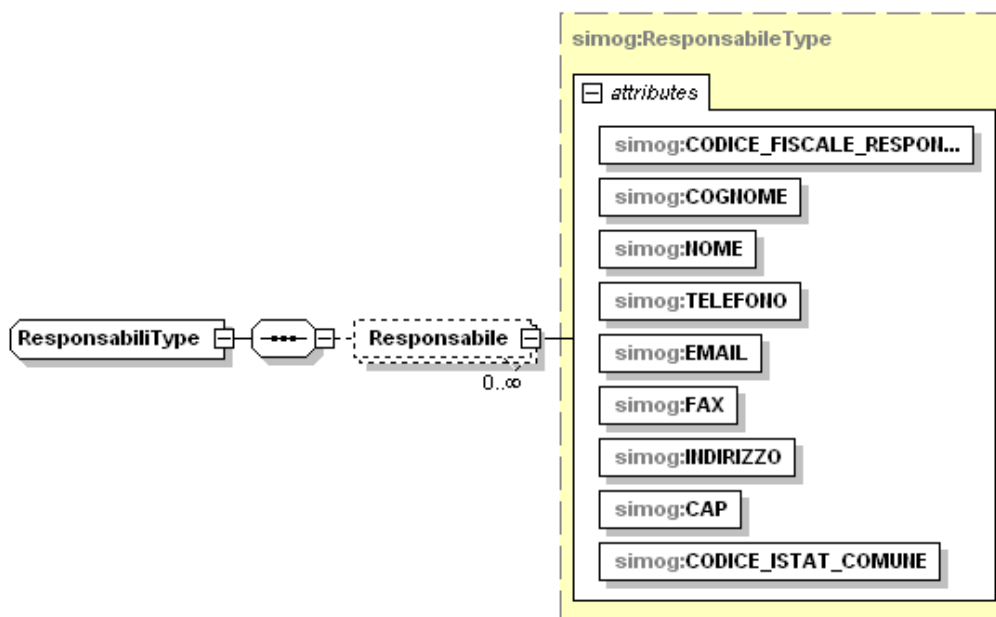 simog:ResponsabileType
attributes
simog:CODICE_FISCALE_RESPON...
simog:COGNOME
simog:NOME
simog:TELEFONO
simog:EMAIL
simog:FAX
simog:INDIRIZZO
simog:CAP
simog:CODICE_ISTAT_COMUNE
ResponsabiliType
Responsabile
0..∞